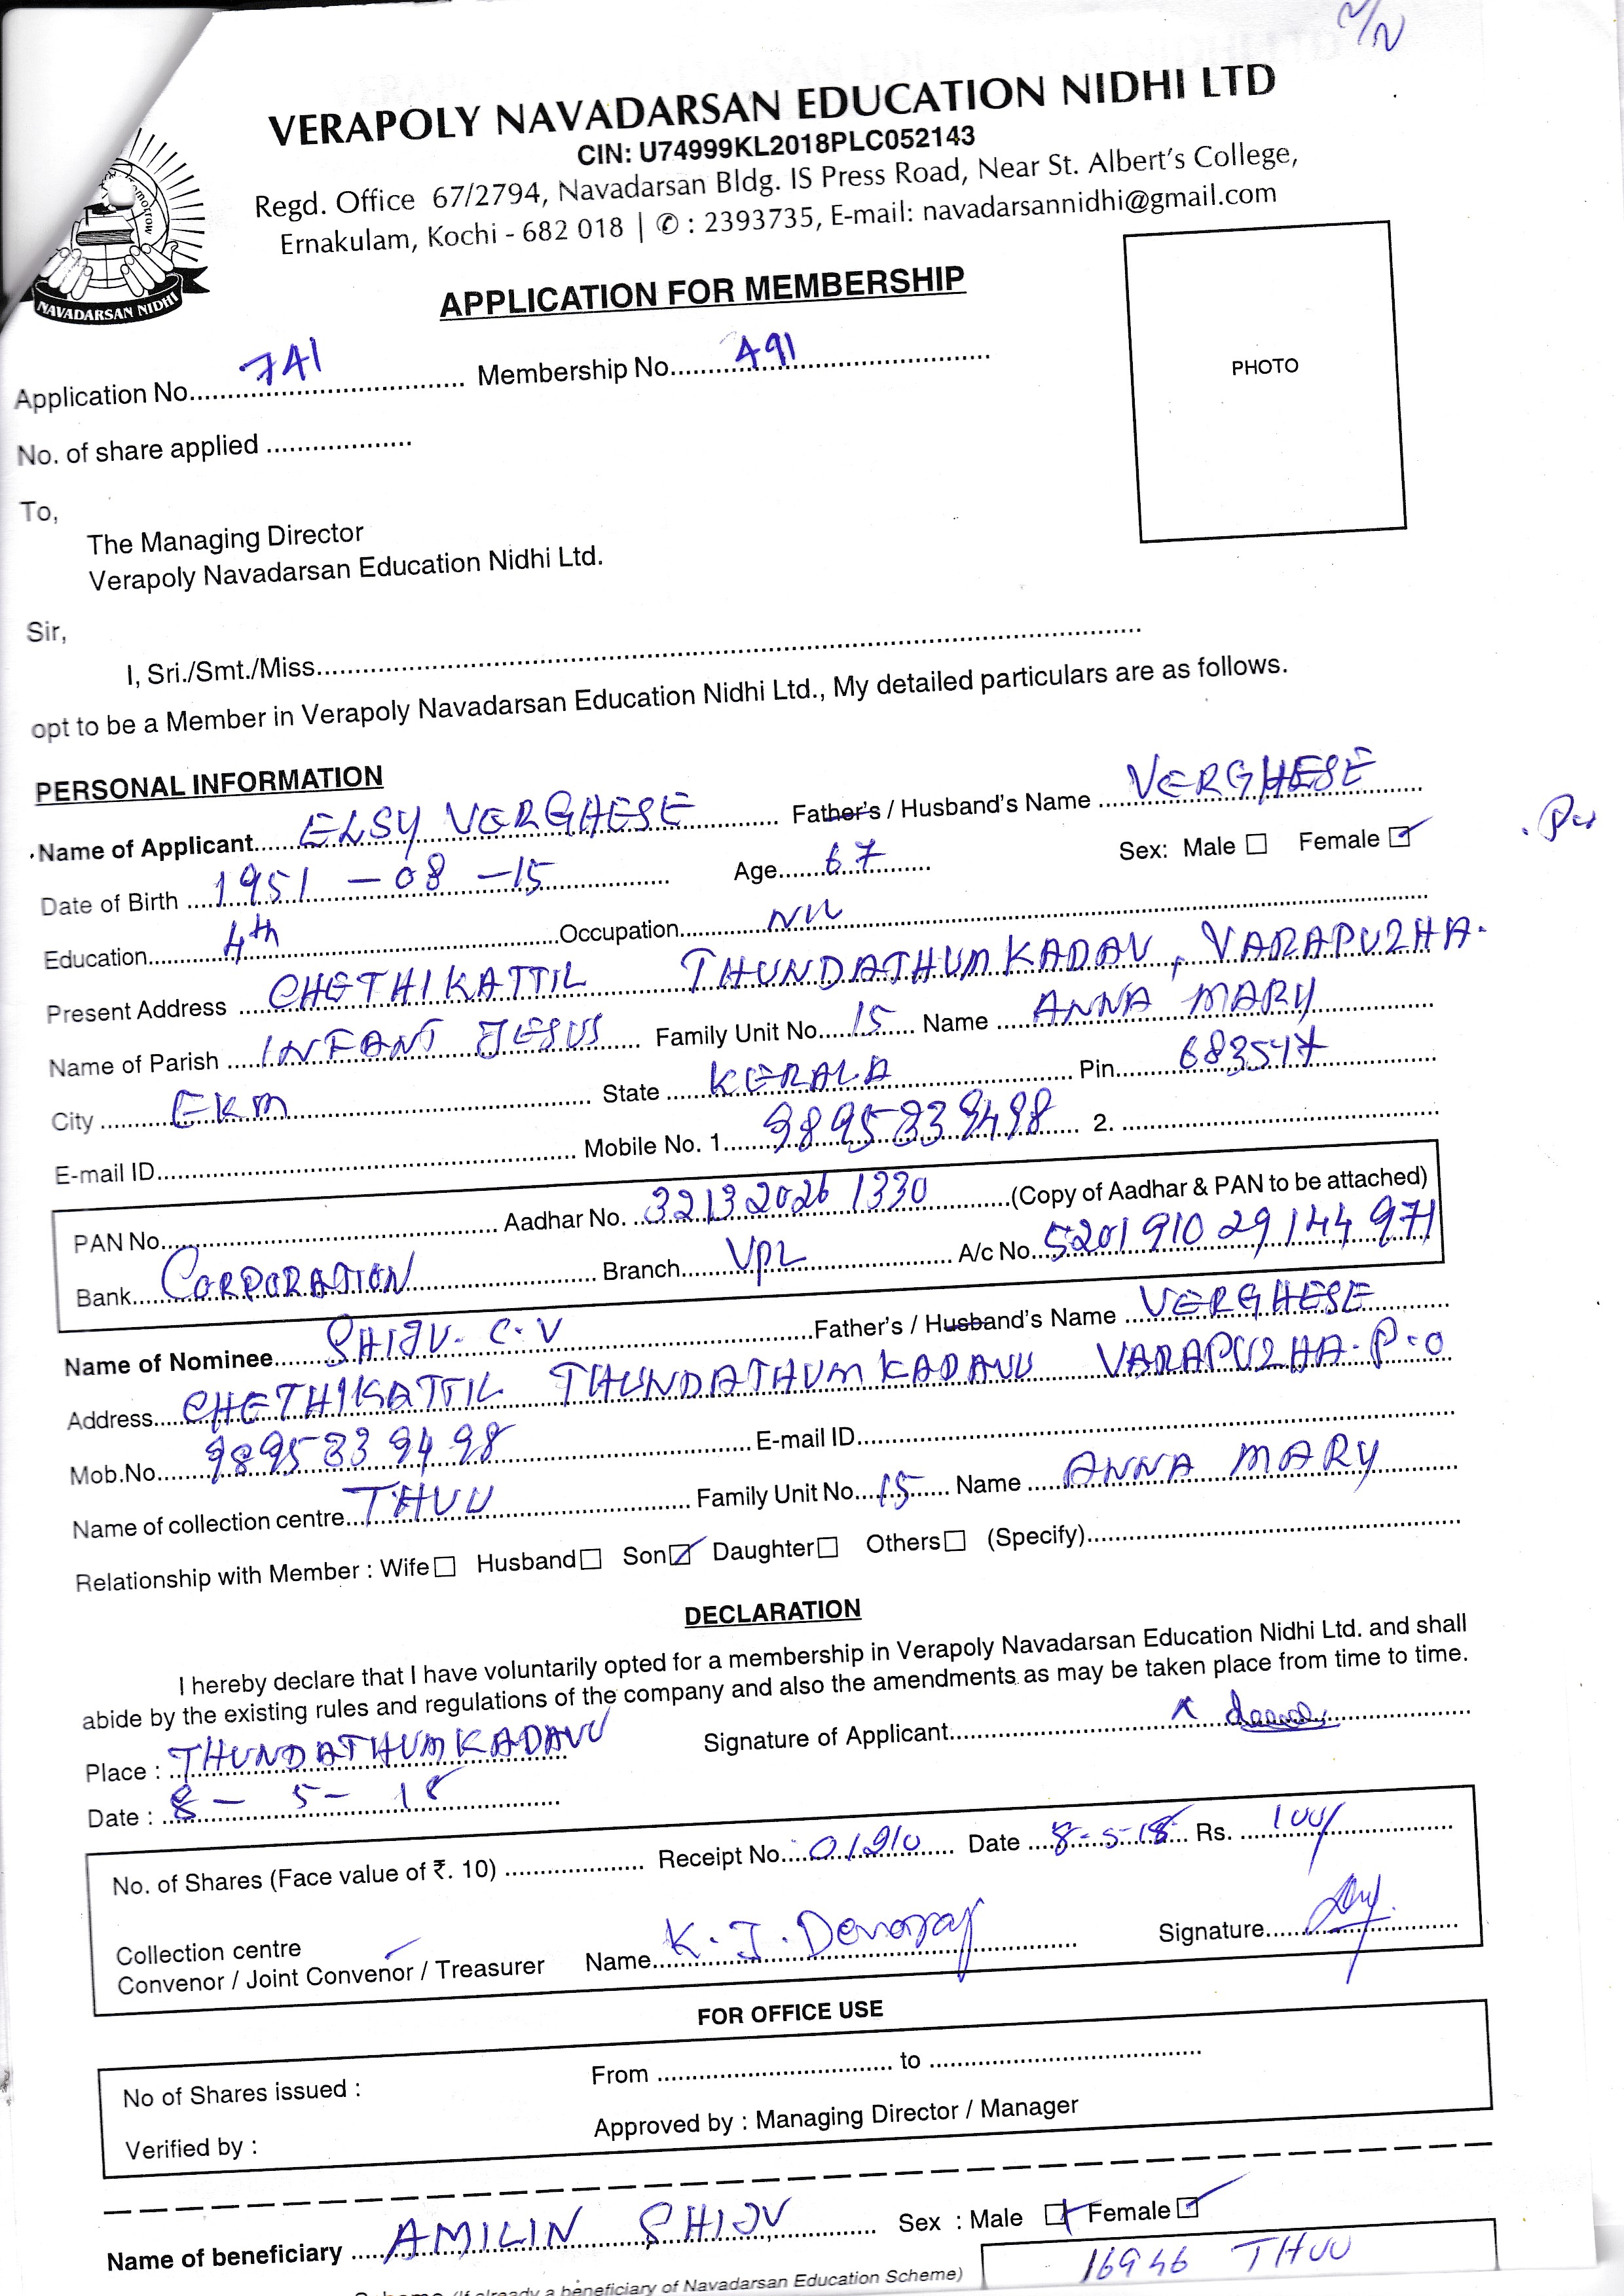 VERAPOLY NAVADARSAN EDUCATION NIDHI LTD
CIN: U74999KL2018PLC052143
Regd. Office 67/2794, Navadarsan Bldg. IS Press Road, Near St. Albert's College,
Ernakulam, Kochi - 682 018 | ✆ : 2393735, E-mail: navadarsannidhi@gmail.com
NAVADARSAN NIDHI
APPLICATION FOR MEMBERSHIP
PHOTO
Application No. 741 Membership No. 491
No. of share applied
To,
The Managing Director
Verapoly Navadarsan Education Nidhi Ltd.
Sir,
I, Sri./Smt./Miss.
opt to be a Member in Verapoly Navadarsan Education Nidhi Ltd., My detailed particulars are as follows.
PERSONAL INFORMATION
Name of Applicant ELSY VERGHESE Father's / Husband's Name VERGHESE
Date of Birth 1951 - 08 - 15 Age 67 Sex: Male ☐ Female ☑
Education 4th Occupation NIL
Present Address CHETHIKATTIL THUNDATHUMKADAV, VARAPUZHA.
Name of Parish INFANT JESUS Family Unit No. 15 Name ANNA MARY
City EKM State KERALA Pin 683517
E-mail ID Mobile No. 1. 9895839498 2.
PAN No. Aadhar No. 3213 2026 1330 (Copy of Aadhar & PAN to be attached)
Bank CORPORATION Branch VPZ A/c No. 520191029144971
Name of Nominee SHIJU. C.V Father's / Husband's Name VERGHESE
Address CHETHIKATTIL THUNDATHUMKADAVU VARAPUZHA. P.O
Mob.No. 9895839498 E-mail ID
Name of collection centre THUU Family Unit No. 15 Name ANNA MARY
Relationship with Member : Wife ☐ Husband ☐ Son ☑ Daughter ☐ Others ☐ (Specify)
DECLARATION
I hereby declare that I have voluntarily opted for a membership in Verapoly Navadarsan Education Nidhi Ltd. and shall
abide by the existing rules and regulations of the company and also the amendments as may be taken place from time to time.
Place : THUNDATHUMKADAVU Signature of Applicant
Date : 8 - 5 - 18
No. of Shares (Face value of ₹. 10) Receipt No. 01910 Date 8-5-18 Rs. 100/
Collection centre
Convenor / Joint Convenor / Treasurer Name K. J. Devaraj Signature
FOR OFFICE USE
No of Shares issued : From to
Verified by : Approved by : Managing Director / Manager
Name of beneficiary AMILIN SHIJU Sex : Male ☐ Female ☑
(If already a beneficiary of Navadarsan Education Scheme) 16946 THUU